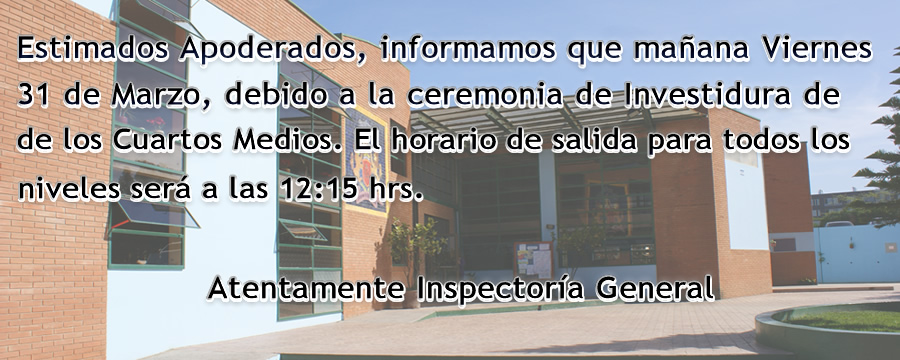 Estimados Apoderados, informamos que mañana Viernes
31 de Marzo, debido a la ceremonia de Investidura de
de los Cuartos Medios. El horario de salida para todos los
niveles será a las 12:15 hrs.
Atentamente Inspectoría General